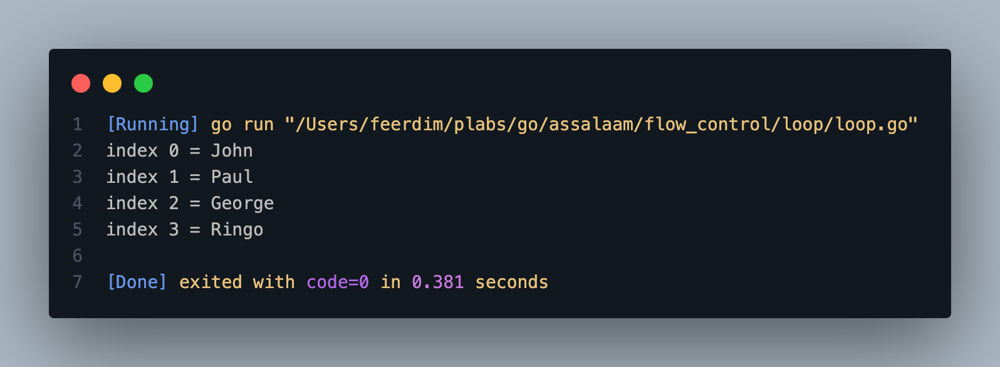 1 [Running] go run "/Users/feerdim/plabs/go/assalaam/flow_control/loop/loop.go"
2 index 0 = John
3 index 1 = Paul
4 index 2 = George
5 index 3 = Ringo
6
7 [Done] exited with code=0 in 0.381 seconds